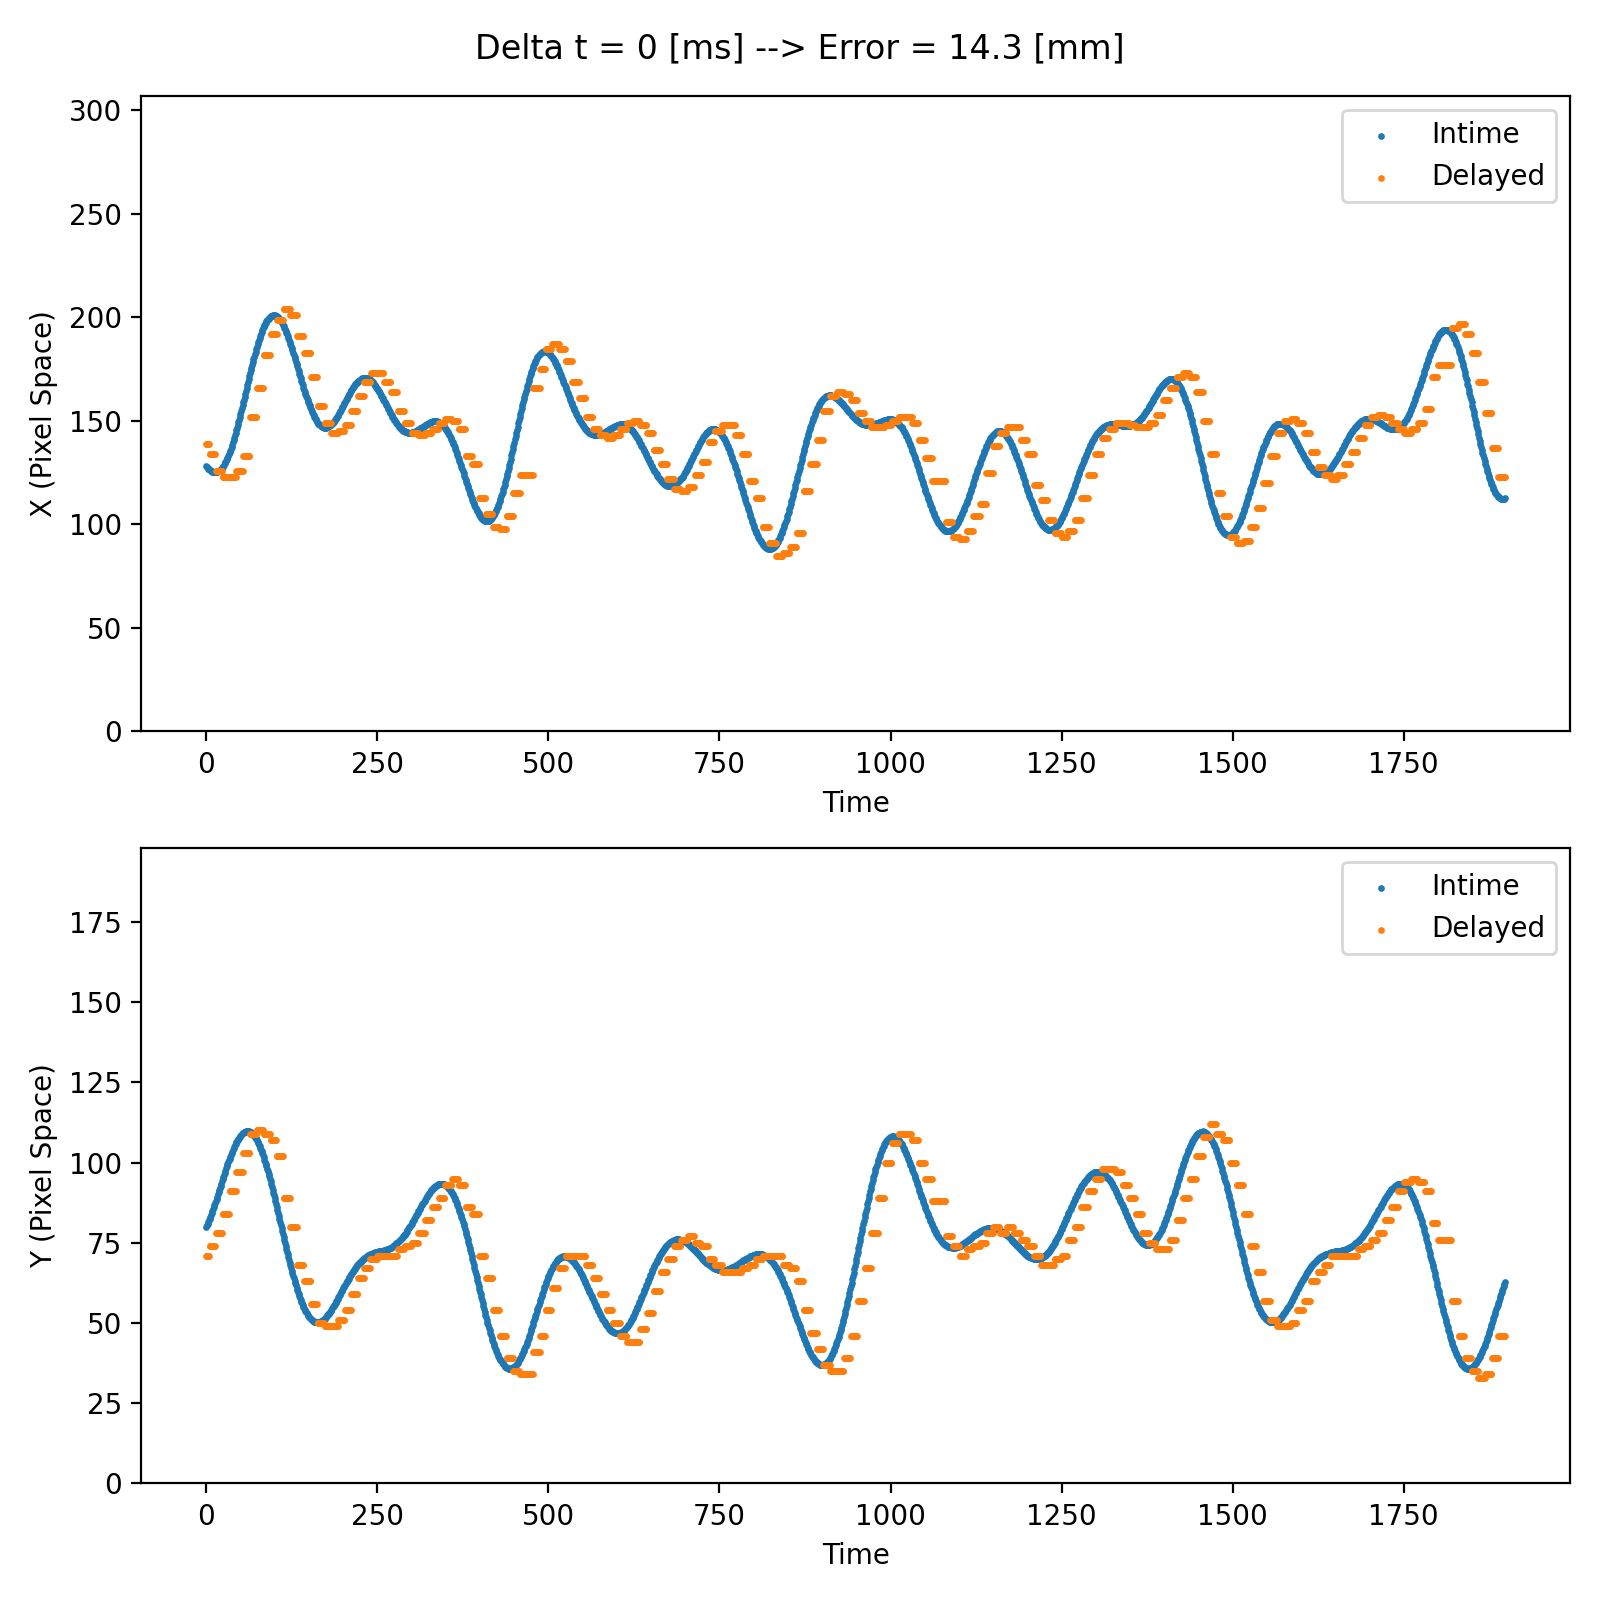 Delta t = 0 [ms] --> Error = 14.3 [mm]
300
250
200
150
100
50
0
X (Pixel Space)
Intime
Delayed
0 250 500 750 1000 1250 1500 1750
Time
175
150
125
100
75
50
25
0
Y (Pixel Space)
Intime
Delayed
0 250 500 750 1000 1250 1500 1750
Time